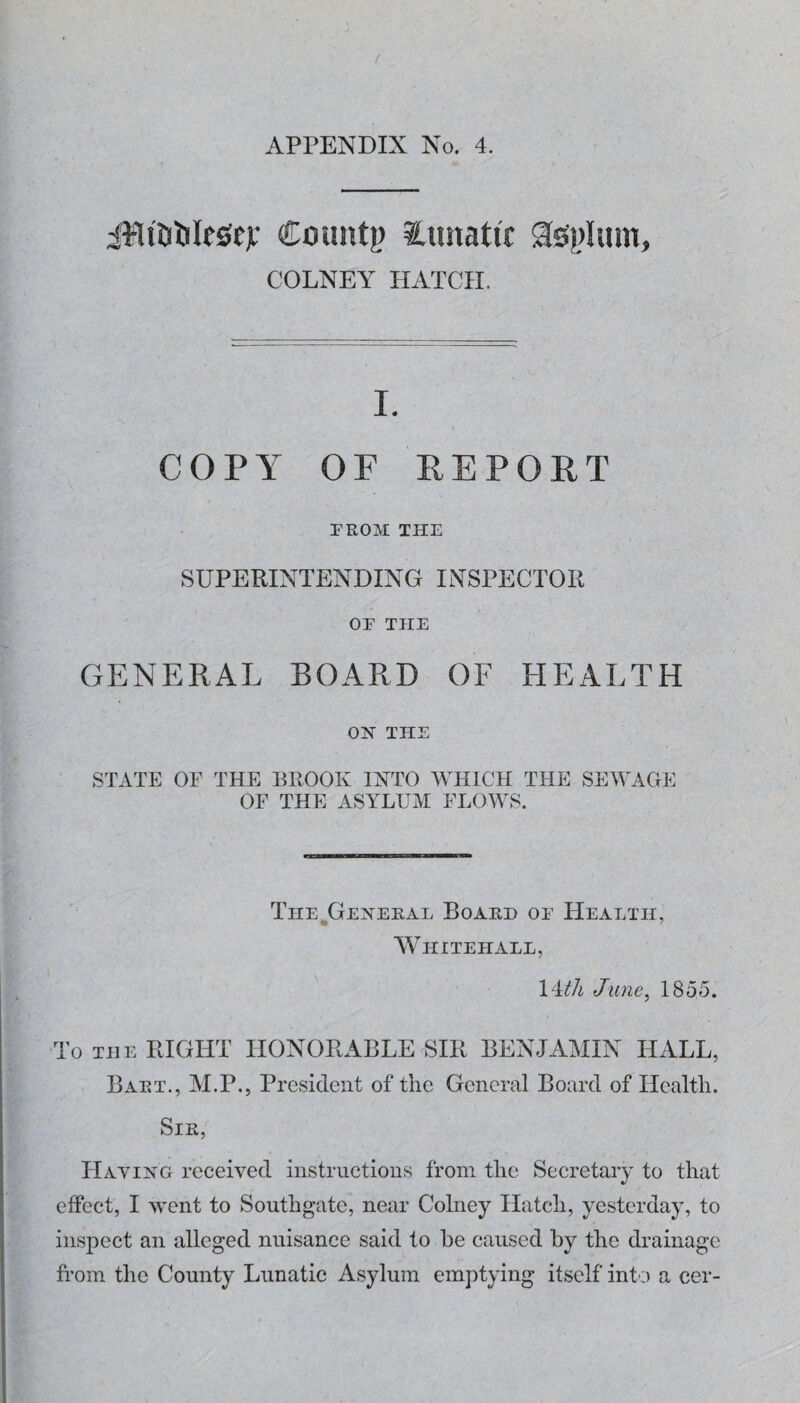 APPENDIX No. 4.
Middlesex County Lunatic Asylum,
COLNEY HATCH.
I.
COPY OF REPORT
FROM THE
SUPERINTENDING INSPECTOR
OF THE
GENERAL BOARD OF HEALTH
ON THE
STATE OF THE BROOK INTO WHICH THE SEWAGE
OF THE ASYLUM FLOWS.
The General Board of Health,
Whitehall,
14th June, 1855.
To the RIGHT HONORABLE SIR BENJAMIN HALL,
Bart., M.P., President of the General Board of Health.
Sir,
Having received instructions from the Secretary to that
effect, I went to Southgate, near Colney Hatch, yesterday, to
inspect an alleged nuisance said to be caused by the drainage
from the County Lunatic Asylum emptying itself into a cer-